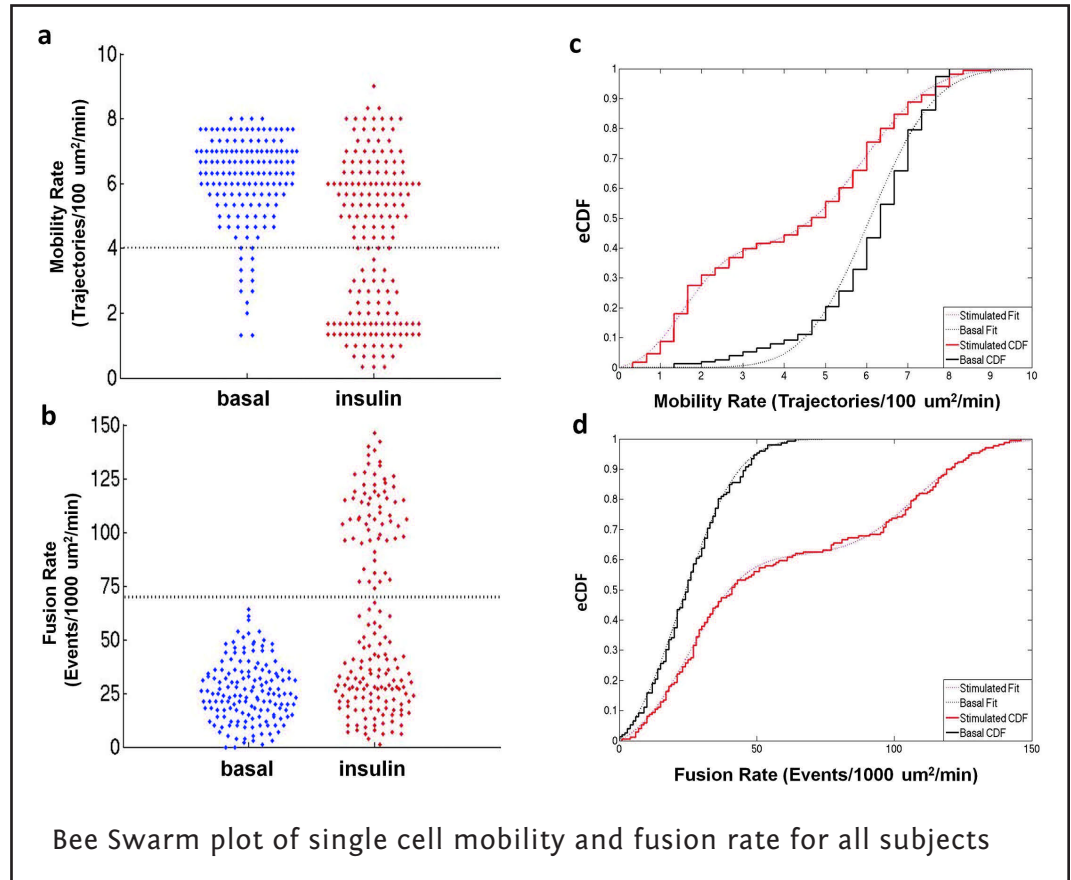 a
10
8
6
4
2
0
Mobility Rate
(Trajectories/100 um²/min)
basal
insulin
b
150
125
100
75
50
25
0
Fusion Rate
(Events/1000 um²/min)
basal
insulin
c
1
0.9
0.8
0.7
0.6
0.5
0.4
0.3
0.2
0.1
0
eCDF
Stimulated Fit
Basal Fit
Stimulated CDF
Basal CDF
0 1 2 3 4 5 6 7 8 9 10
Mobility Rate (Trajectories/100 um²/min)
d
1
0.9
0.8
0.7
0.6
0.5
0.4
0.3
0.2
0.1
0
eCDF
Stimulated Fit
Basal Fit
Stimulated CDF
Basal CDF
0 50 100 150
Fusion Rate (Events/1000 um²/min)
Bee Swarm plot of single cell mobility and fusion rate for all subjects